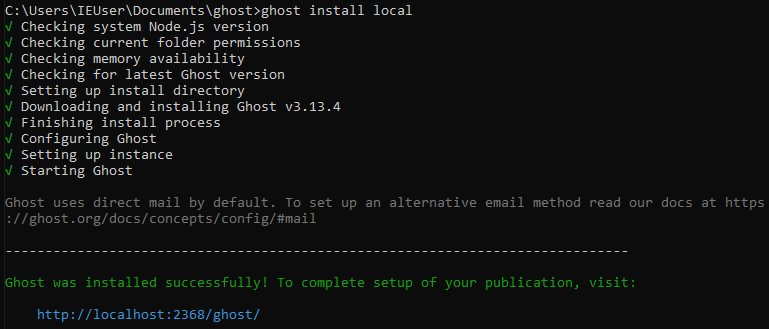 C:\Users\IEUser\Documents\ghost>ghost install local
√ Checking system Node.js version
√ Checking current folder permissions
√ Checking memory availability
√ Checking for latest Ghost version
√ Setting up install directory
√ Downloading and installing Ghost v3.13.4
√ Finishing install process
√ Configuring Ghost
√ Setting up instance
√ Starting Ghost
Ghost uses direct mail by default. To set up an alternative email method read our docs at https
://ghost.org/docs/concepts/config/#mail
------------------------------------------------------------------------------
Ghost was installed successfully! To complete setup of your publication, visit:
http://localhost:2368/ghost/